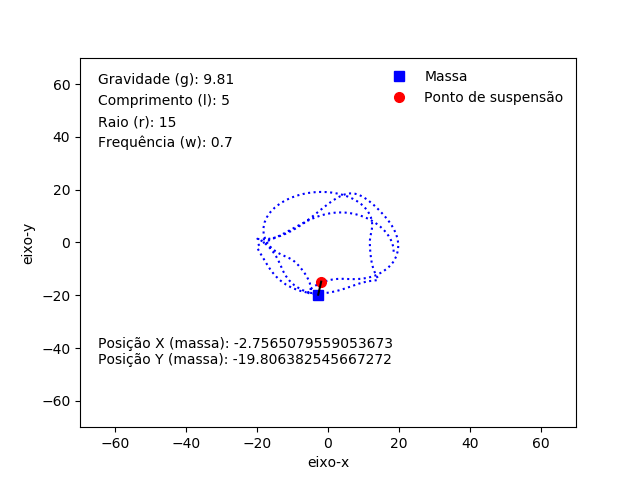 Gravidade (g): 9.81
Comprimento (l): 5
Raio (r): 15
Frequência (w): 0.7
Massa
Ponto de suspensão
60
40
20
0
−20
−40
−60
eixo-y
Posição X (massa): -2.7565079559053673
Posição Y (massa): -19.806382545667272
−60
−40
−20
0
20
40
60
eixo-x